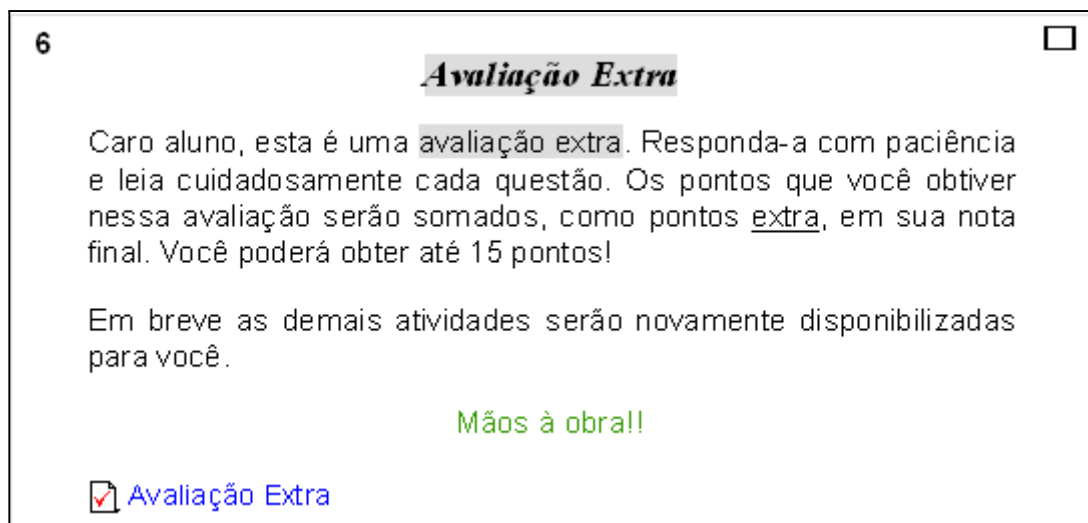 6
Avaliação Extra
Caro aluno, esta é uma avaliação extra. Responda-a com paciência
e leia cuidadosamente cada questão. Os pontos que você obtiver
nessa avaliação serão somados, como pontos extra, em sua nota
final. Você poderá obter até 15 pontos!
Em breve as demais atividades serão novamente disponibilizadas
para você.
Mãos à obra!!
Avaliação Extra